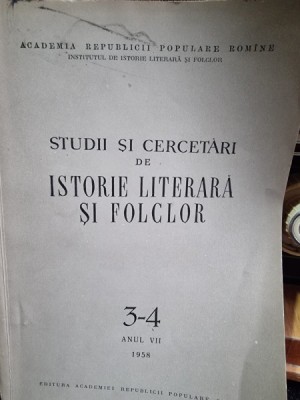 ACADEMIA REPUBLICII POPULARE ROMÎNE
INSTITUTUL DE ISTORIE LITERARĂ ȘI FOLCLOR
STUDII ȘI CERCETĂRI
DE
ISTORIE LITERARĂ
ȘI FOLCLOR
3-4
ANUL VII
1958
EDITURA ACADEMIEI REPUBLICII POPULARE